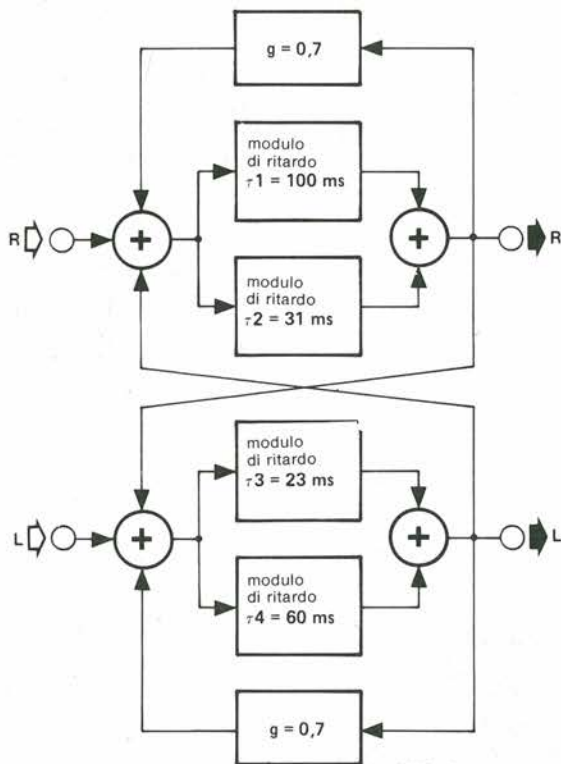 g = 0,7
modulo
di ritardo
τ1 = 100 ms
R
+
+
R
modulo
di ritardo
τ2 = 31 ms
modulo
di ritardo
τ3 = 23 ms
L
+
+
L
modulo
di ritardo
τ4 = 60 ms
g = 0,7